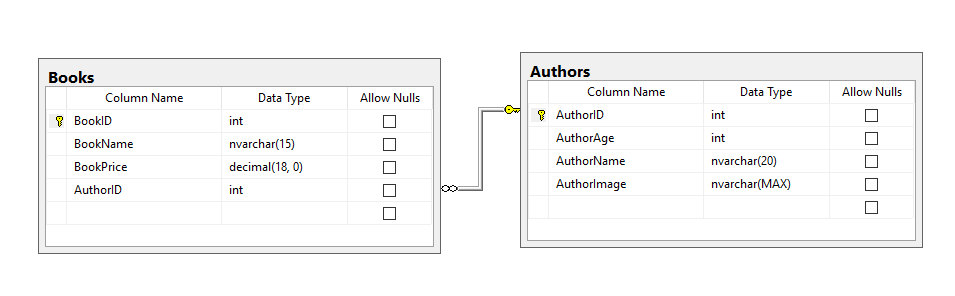 Books
Column Name Data Type Allow Nulls
BookID int
BookName nvarchar(15)
BookPrice decimal(18, 0)
AuthorID int
Authors
Column Name Data Type Allow Nulls
AuthorID int
AuthorAge int
AuthorName nvarchar(20)
AuthorImage nvarchar(MAX)